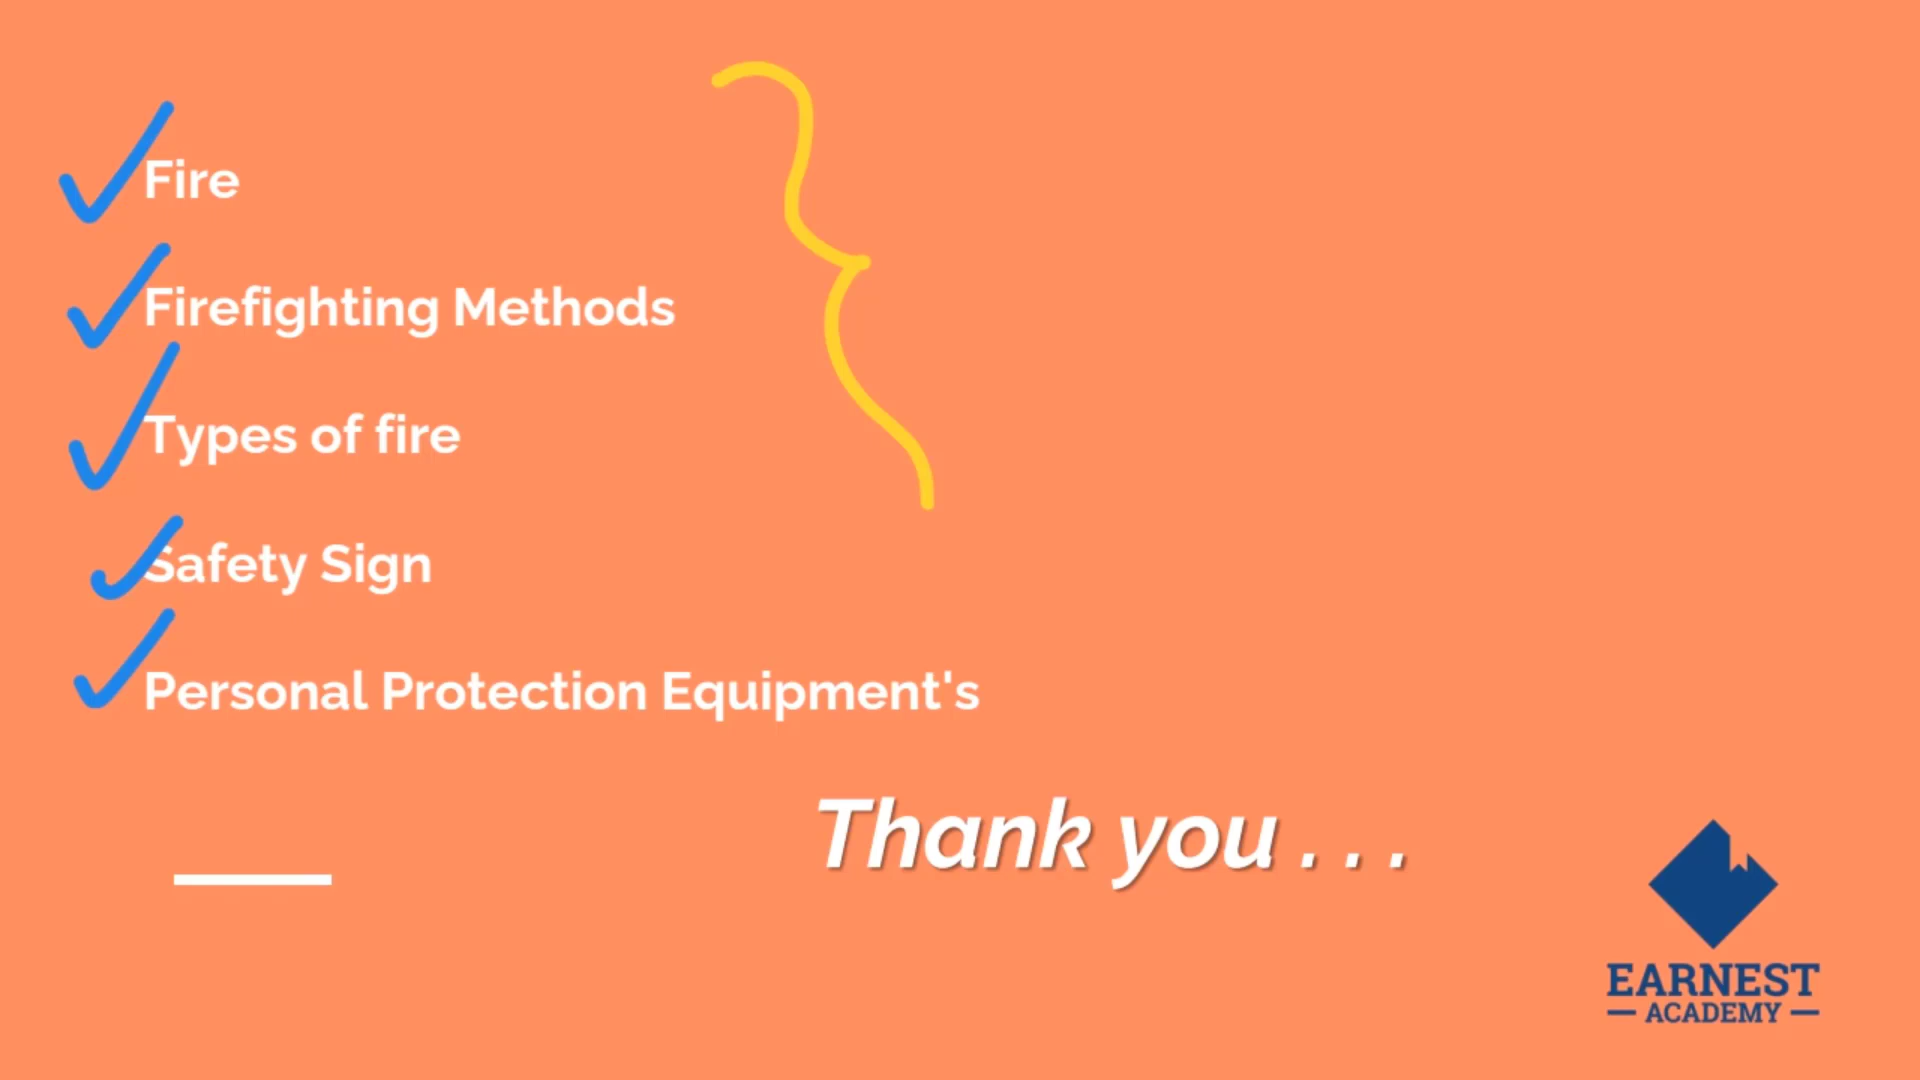 Fire
Firefighting Methods
Types of fire
Safety Sign
Personal Protection Equipment's
Thank you . . .
EARNEST
ACADEMY